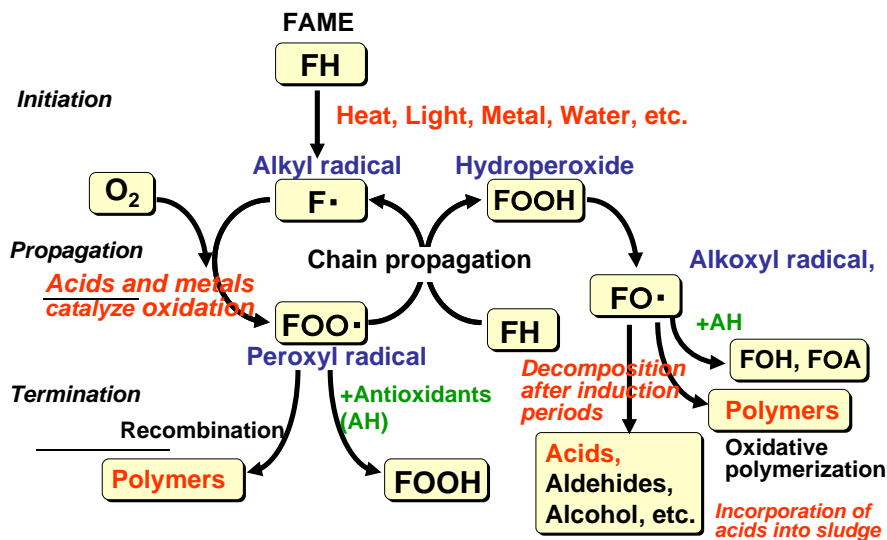 FAME
FH
Initiation
Heat, Light, Metal, Water, etc.
Alkyl radical
Hydroperoxide
O₂
F·
FOOH
Propagation
Chain propagation
Alkoxyl radical,
Acids and metals
catalyze oxidation
FO·
FOO·
FH
+AH
Peroxyl radical
FOH, FOA
Decomposition
after induction
periods
Termination
+Antioxidants
(AH)
Polymers
Recombination
Oxidative
polymerization
Polymers
FOOH
Acids,
Aldehides,
Alcohol, etc.
Incorporation of
acids into sludge